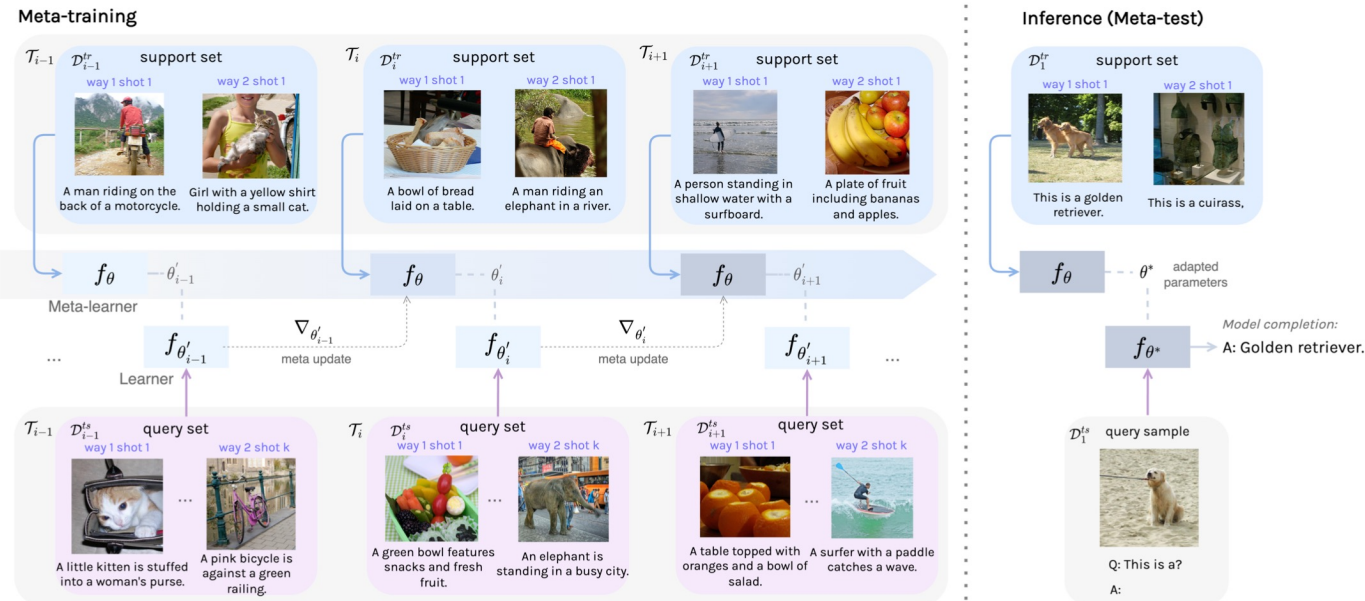 Meta-training
Inference (Meta-test)
𝒯ᵢ₋₁
𝒟ᵗʳᵢ₋₁ support set
way 1 shot 1 way 2 shot 1
A man riding on the
back of a motorcycle.
Girl with a yellow shirt
holding a small cat.
𝒯ᵢ
𝒟ᵗʳᵢ support set
way 1 shot 1 way 2 shot 1
A bowl of bread
laid on a table.
A man riding an
elephant in a river.
𝒯ᵢ₊₁
𝒟ᵗʳᵢ₊₁ support set
way 1 shot 1 way 2 shot 1
A person standing in
shallow water with a
surfboard.
A plate of fruit
including bananas
and apples.
𝒟ᵗʳ₁ support set
way 1 shot 1 way 2 shot 1
This is a golden
retriever.
This is a cuirass,
f_θ θ'ᵢ₋₁
f_θ θ'ᵢ
f_θ θ'ᵢ₊₁
Meta-learner
f_θ θ* adapted
parameters
... f_θ'ᵢ₋₁
∇_θ'ᵢ₋₁
meta update
f_θ'ᵢ
∇_θ'ᵢ
meta update
f_θ'ᵢ₊₁ ...
Learner
f_θ*
Model completion:
A: Golden retriever.
𝒯ᵢ₋₁
𝒟ᵗˢᵢ₋₁ query set
way 1 shot 1 way 2 shot k
...
A little kitten is stuffed
into a woman's purse.
A pink bicycle is
against a green
railing.
𝒯ᵢ
𝒟ᵗˢᵢ query set
way 1 shot 1 way 2 shot k
...
A green bowl features
snacks and fresh
fruit.
An elephant is
standing in a busy city.
𝒯ᵢ₊₁
𝒟ᵗˢᵢ₊₁ query set
way 1 shot 1 way 2 shot k
...
A table topped with
oranges and a bowl of
salad.
A surfer with a paddle
catches a wave.
𝒟ᵗˢ₁ query sample
Q: This is a?
A: